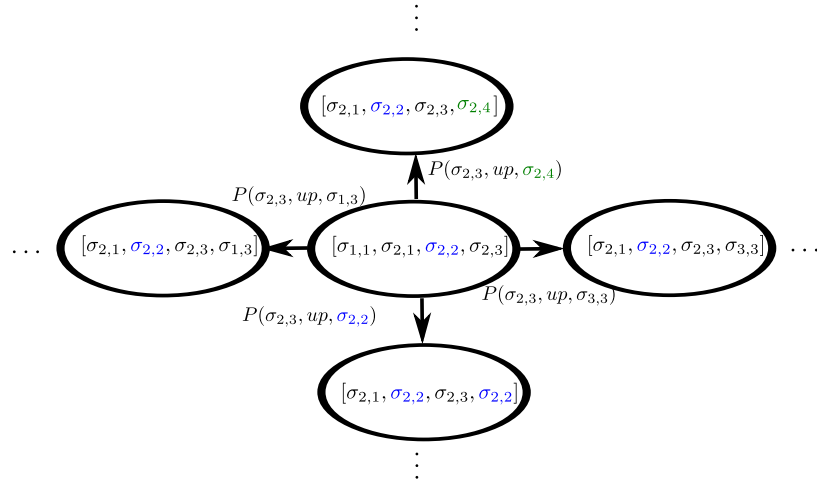 ⋮
[σ2,1, σ2,2, σ2,3, σ2,4]
P(σ2,3, up, σ2,4)
P(σ2,3, up, σ1,3)
… [σ2,1, σ2,2, σ2,3, σ1,3] [σ1,1, σ2,1, σ2,2, σ2,3] [σ2,1, σ2,2, σ2,3, σ3,3] …
P(σ2,3, up, σ3,3)
P(σ2,3, up, σ2,2)
[σ2,1, σ2,2, σ2,3, σ2,2]
⋮